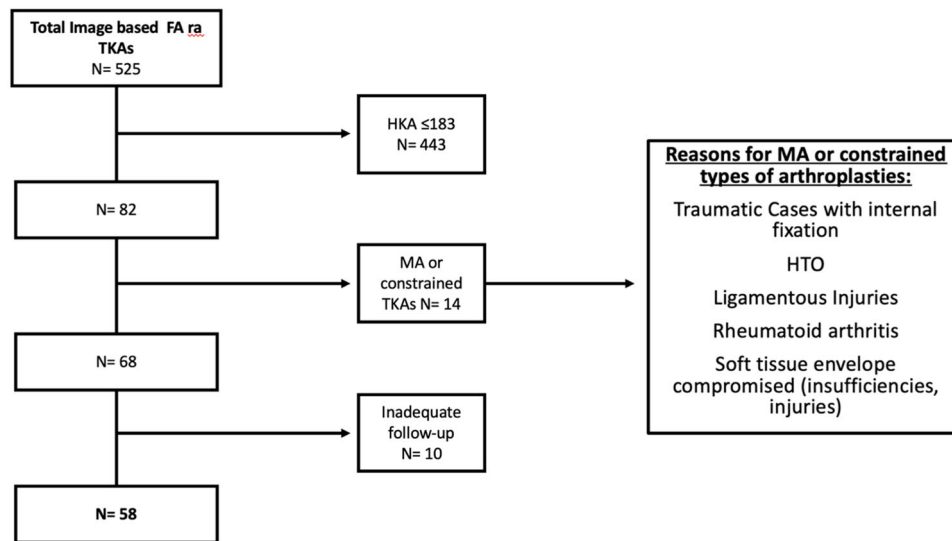 Total Image based FA ra
TKAs
N= 525
HKA ≤183
N= 443
N= 82
MA or
constrained
TKAs N= 14
N= 68
Inadequate
follow-up
N= 10
N= 58
Reasons for MA or constrained
types of arthroplasties:
Traumatic Cases with internal
fixation
HTO
Ligamentous Injuries
Rheumatoid arthritis
Soft tissue envelope
compromised (insufficiencies,
injuries)